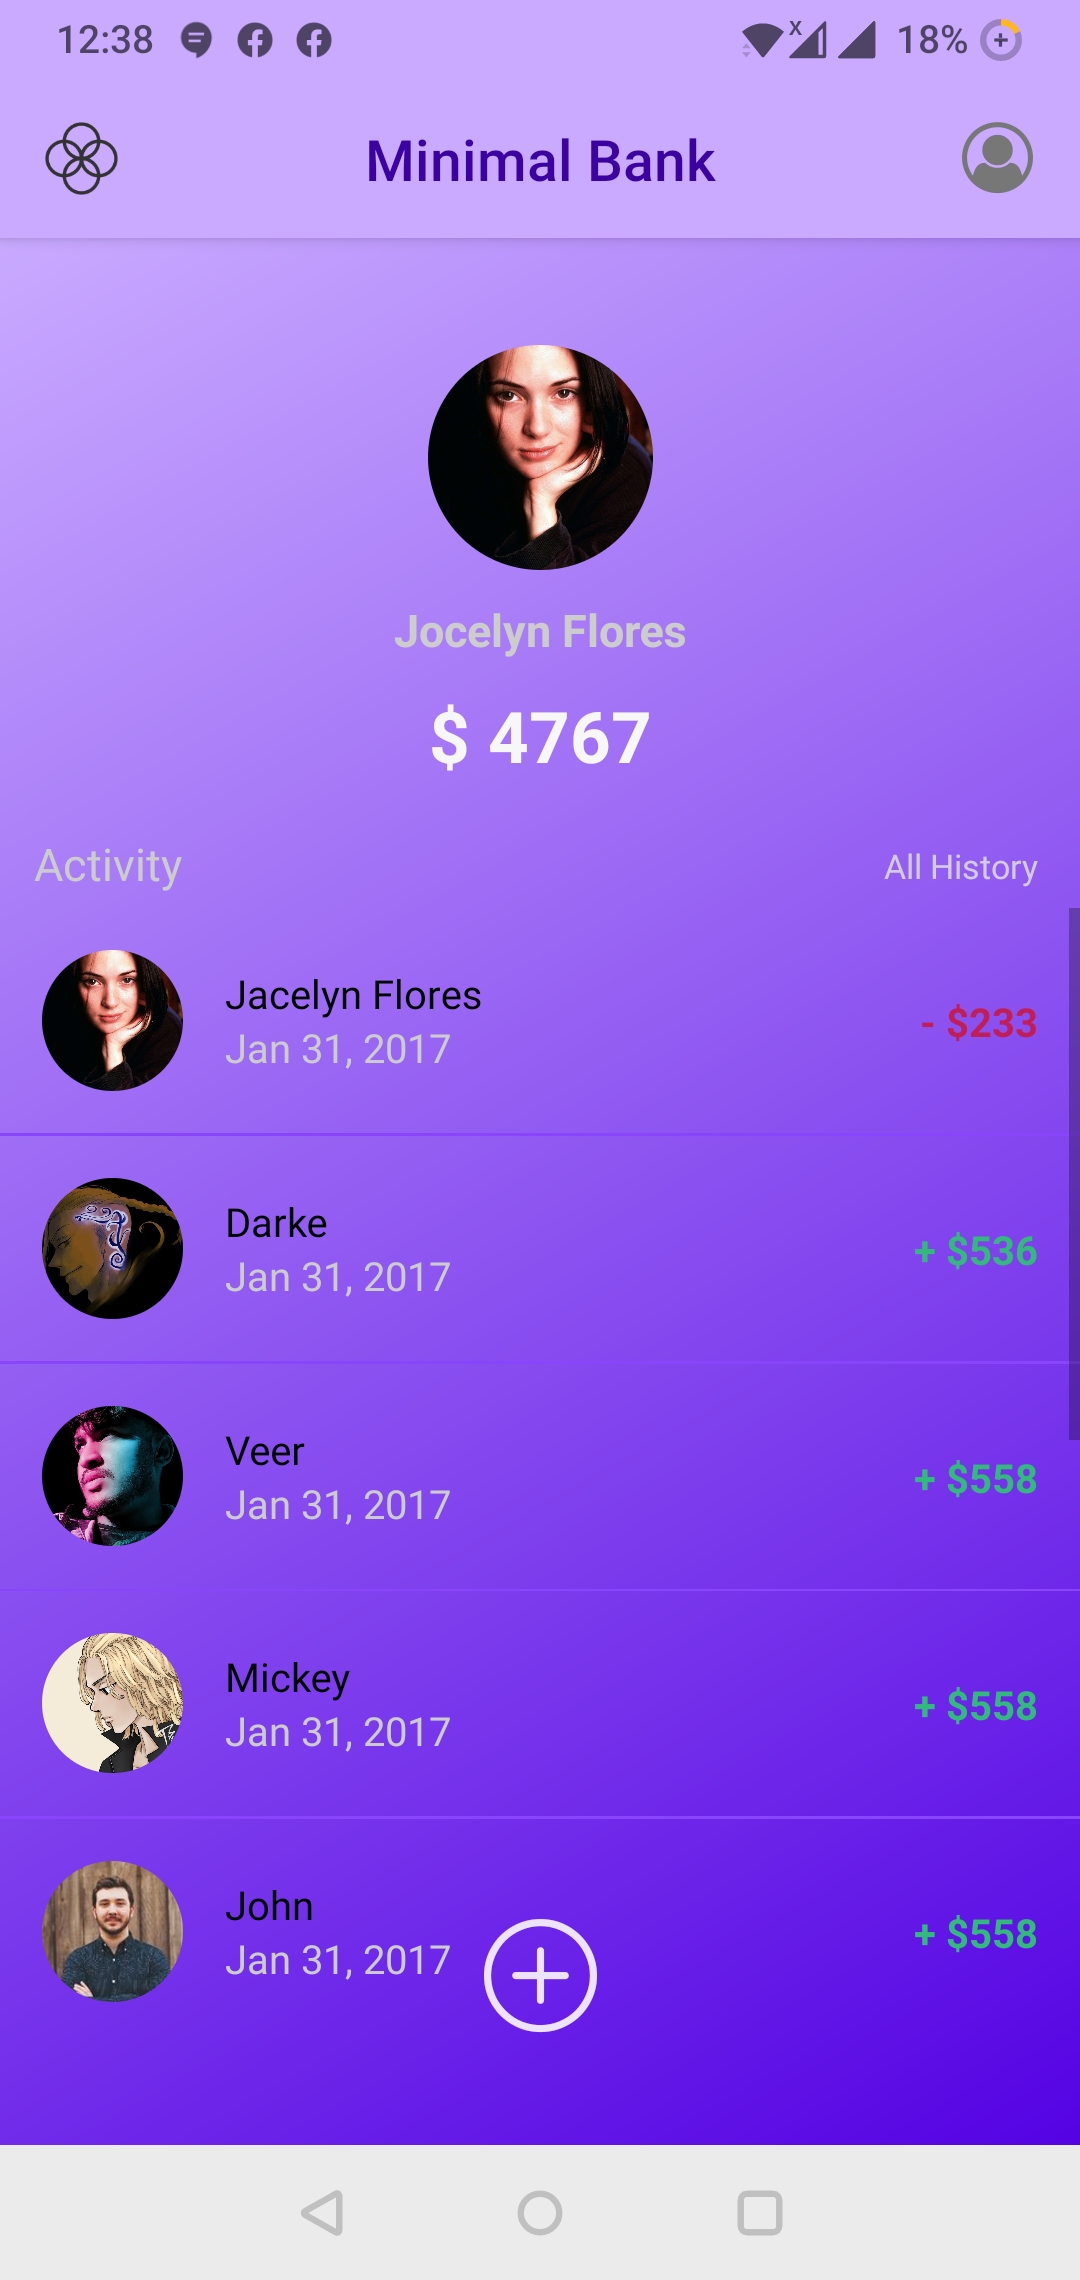 12:38
x 18%
Minimal Bank
Jocelyn Flores
$ 4767
Activity
All History
Jacelyn Flores
- $233
Jan 31, 2017
Darke
+ $536
Jan 31, 2017
Veer
+ $558
Jan 31, 2017
Mickey
+ $558
Jan 31, 2017
John
+ $558
Jan 31, 2017